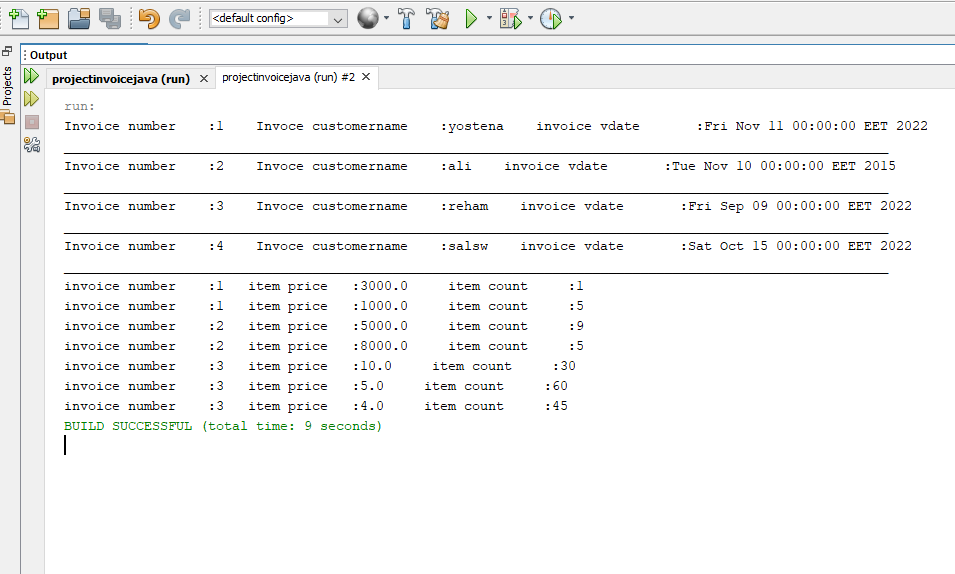 <default config>
Output
Projects
projectinvoicejava (run) × projectinvoicejava (run) #2 ×
run:
Invoice number    :1    Invoce customername    :yostena    invoice vdate       :Fri Nov 11 00:00:00 EET 2022
Invoice number    :2    Invoce customername    :ali    invoice vdate       :Tue Nov 10 00:00:00 EET 2015
Invoice number    :3    Invoce customername    :reham    invoice vdate       :Fri Sep 09 00:00:00 EET 2022
Invoice number    :4    Invoce customername    :salsw    invoice vdate       :Sat Oct 15 00:00:00 EET 2022
invoice number    :1   item price   :3000.0     item count     :1
invoice number    :1   item price   :1000.0     item count     :5
invoice number    :2   item price   :5000.0     item count     :9
invoice number    :2   item price   :8000.0     item count     :5
invoice number    :3   item price   :10.0     item count     :30
invoice number    :3   item price   :5.0     item count     :60
invoice number    :3   item price   :4.0     item count     :45
BUILD SUCCESSFUL (total time: 9 seconds)